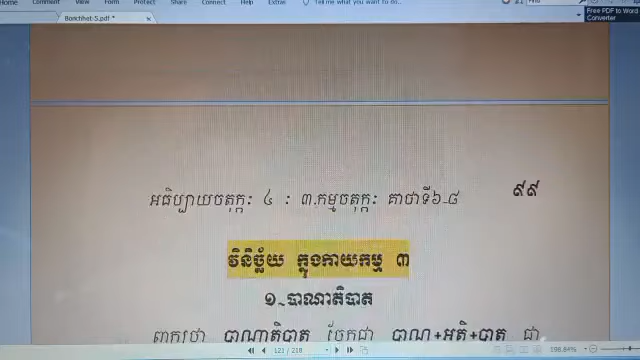 Home Comment View Form Protect Share Connect Help Extras Tell me what you want to do..
Free PDF to Word
Converter
Borichhet-5.pdf *
អធិប្បាយចតុក្កៈ ៤ : ៣.កម្មចតុក្កៈ គាថាទី៦-៨ ៩៩
វិនិច្ឆ័យ ក្នុងកាយកម្ម ៣
១~បាណាតិបាត
ពាក្យថា បាណាតិបាត ចែកជា បាណ+អតិ+បាត ជា
121 / 218
198.84%